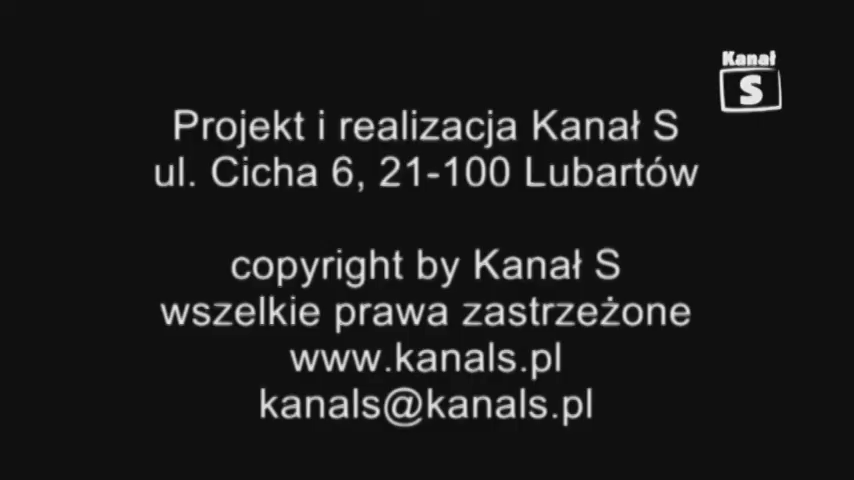 Kanał
S
Projekt i realizacja Kanał S
ul. Cicha 6, 21-100 Lubartów
copyright by Kanał S
wszelkie prawa zastrzeżone
www.kanals.pl
kanals@kanals.pl